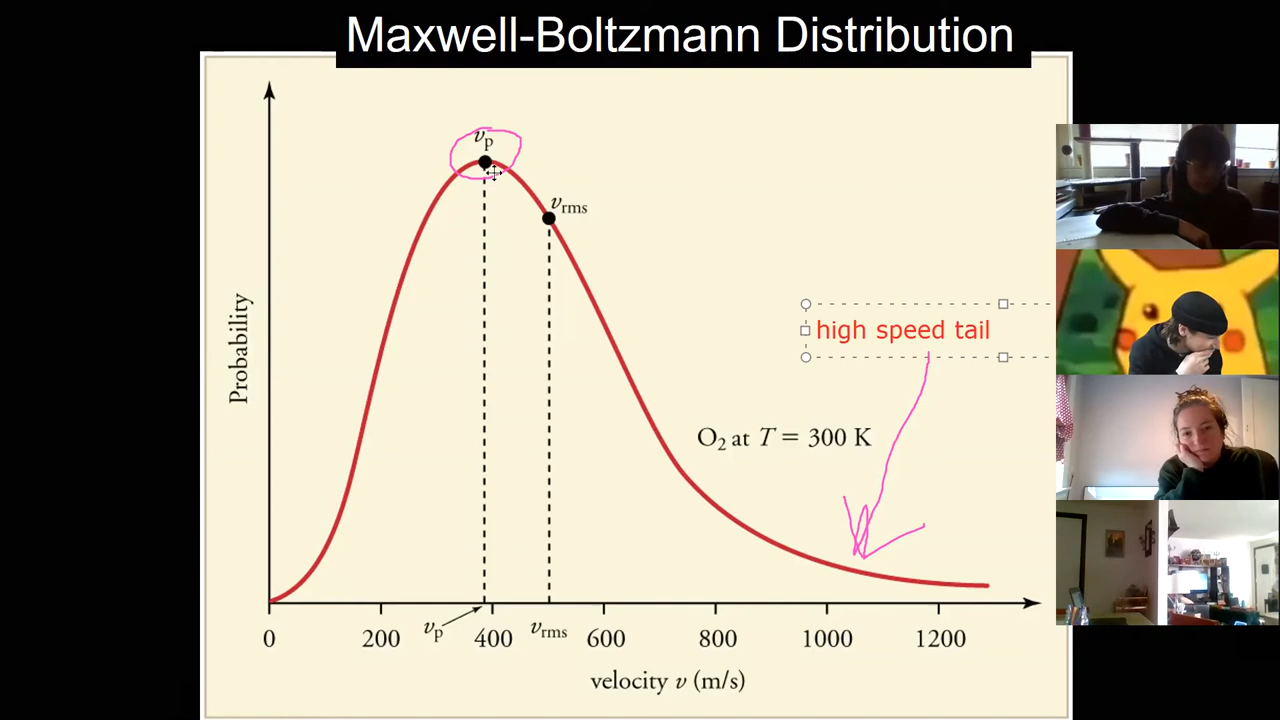 Maxwell-Boltzmann Distribution
vp
vrms
high speed tail
Probability
O2 at T = 300 K
0 200 vp 400 vrms 600 800 1000 1200
velocity v (m/s)